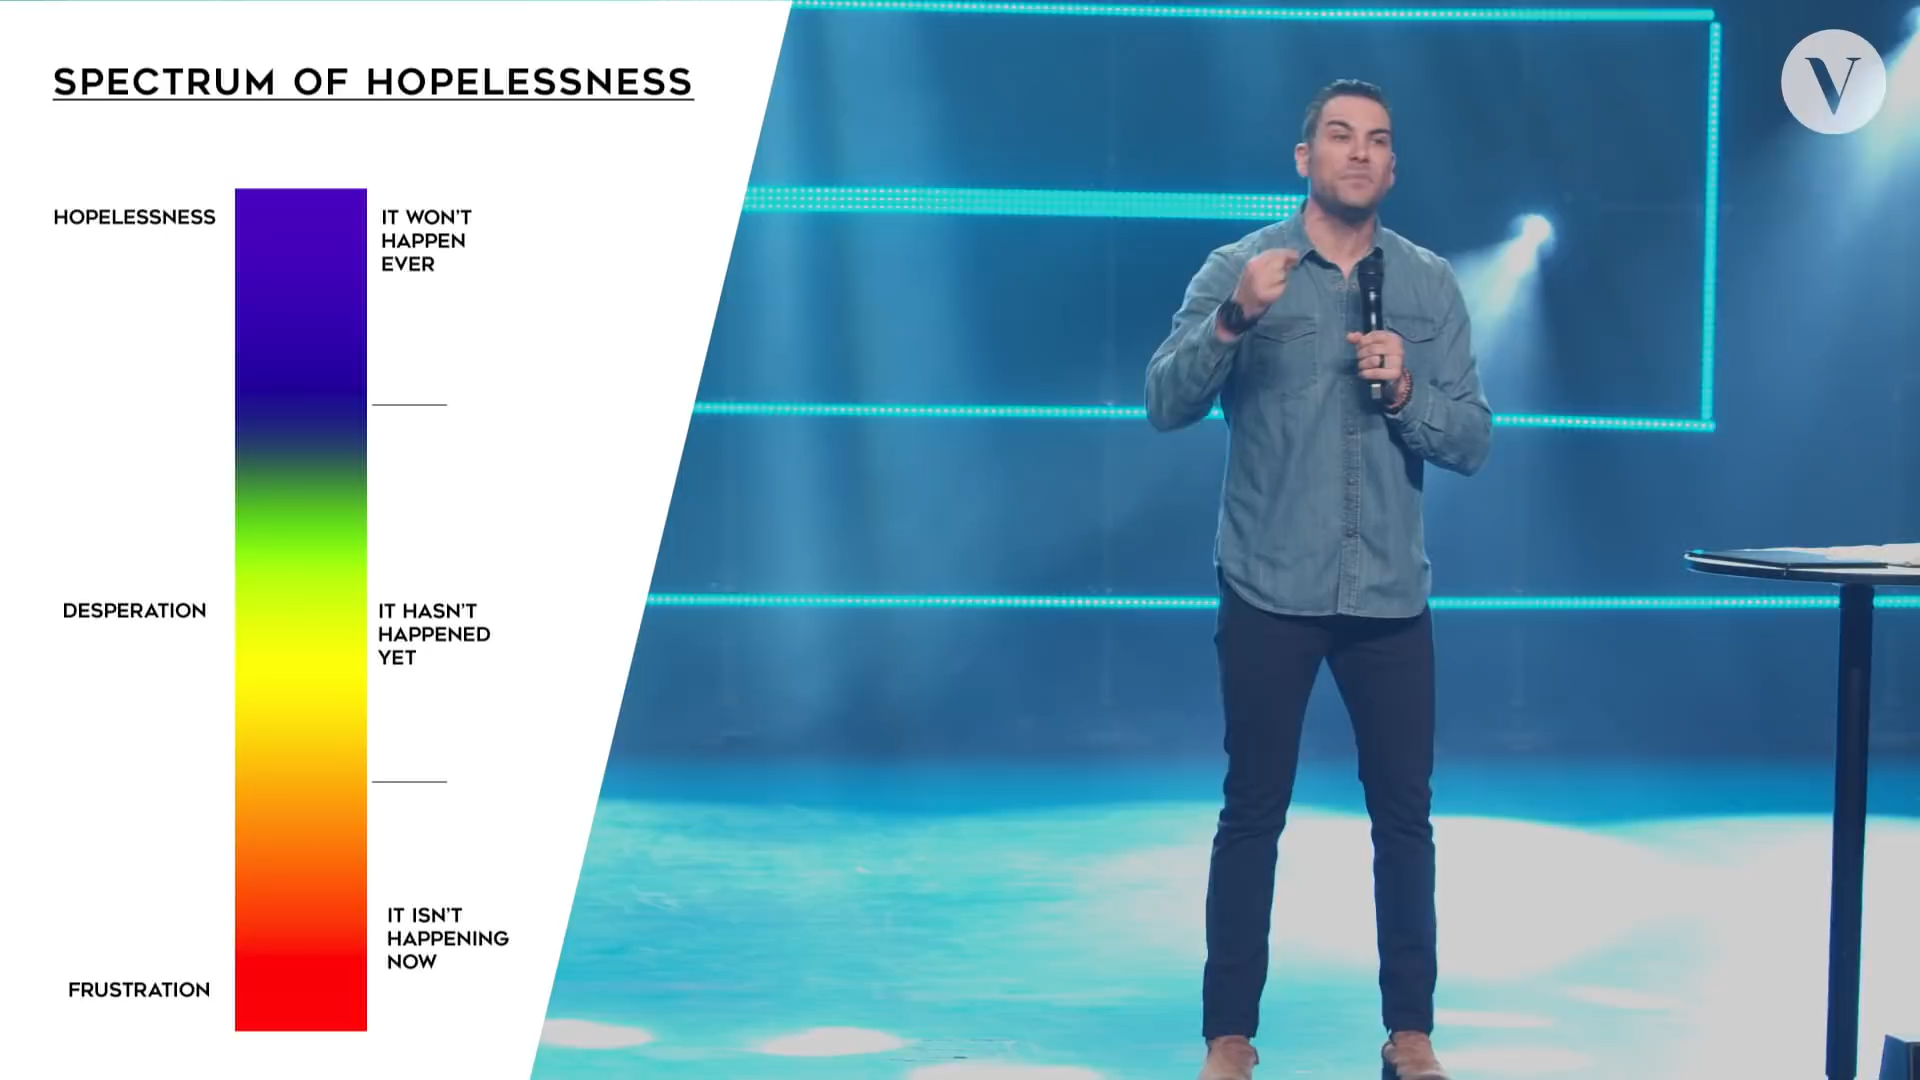 SPECTRUM OF HOPELESSNESS
V
HOPELESSNESS
IT WON'T
HAPPEN
EVER
DESPERATION
IT HASN'T
HAPPENED
YET
IT ISN'T
HAPPENING
NOW
FRUSTRATION